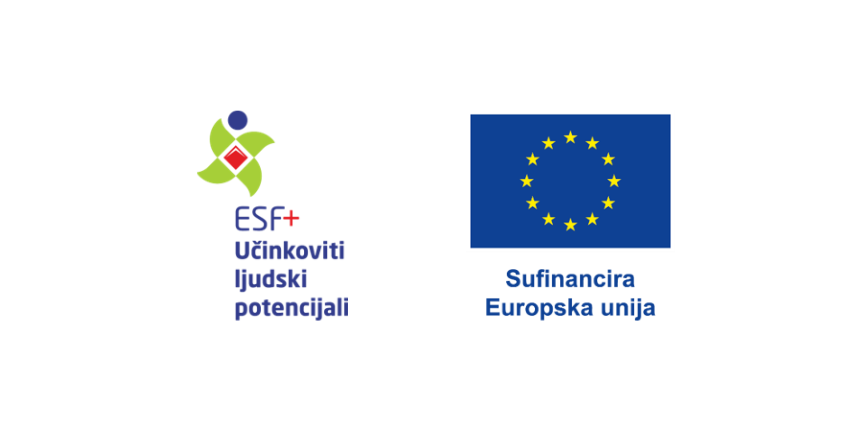 ESF+
Učinkoviti
ljudski
potencijali
Sufinancira
Europska unija